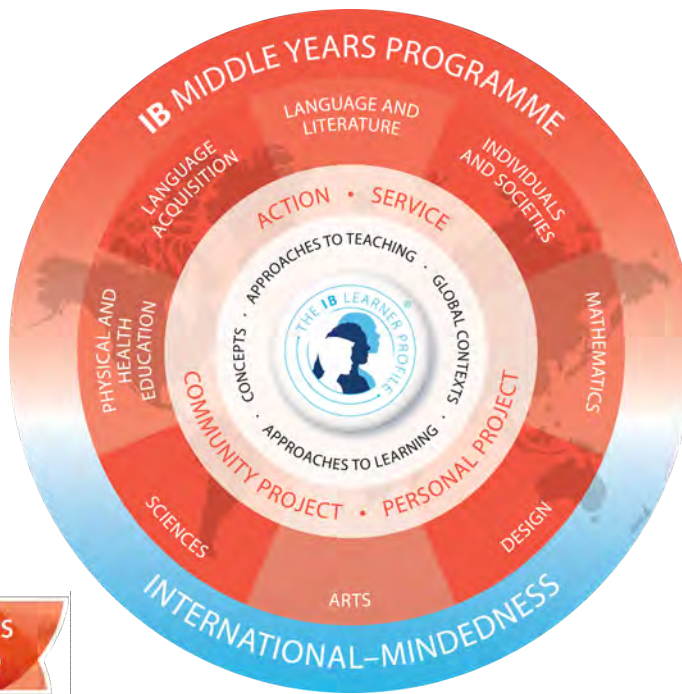 IB MIDDLE YEARS PROGRAMME
LANGUAGE AND
LITERATURE
INDIVIDUALS
AND SOCIETIES
MATHEMATICS
DESIGN
ARTS
SCIENCES
PHYSICAL AND
HEALTH
EDUCATION
LANGUAGE
ACQUISITION
ACTION • SERVICE
COMMUNITY PROJECT • PERSONAL PROJECT
APPROACHES TO TEACHING · GLOBAL CONTEXTS · APPROACHES TO LEARNING · CONCEPTS ·
THE IB LEARNER PROFILE ®
INTERNATIONAL–MINDEDNESS